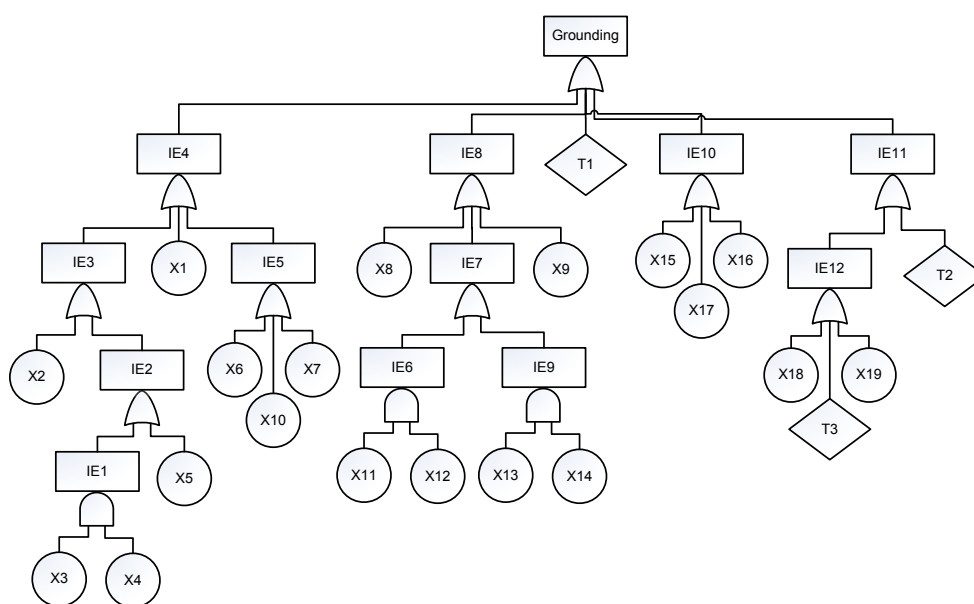 Grounding
IE4
IE8
T1
IE10
IE11
IE3
X1
IE5
X8
IE7
X9
X15
X16
IE12
T2
X17
X2
IE2
X6
X7
IE6
IE9
X18
X19
X10
T3
IE1
X5
X11
X12
X13
X14
X3
X4